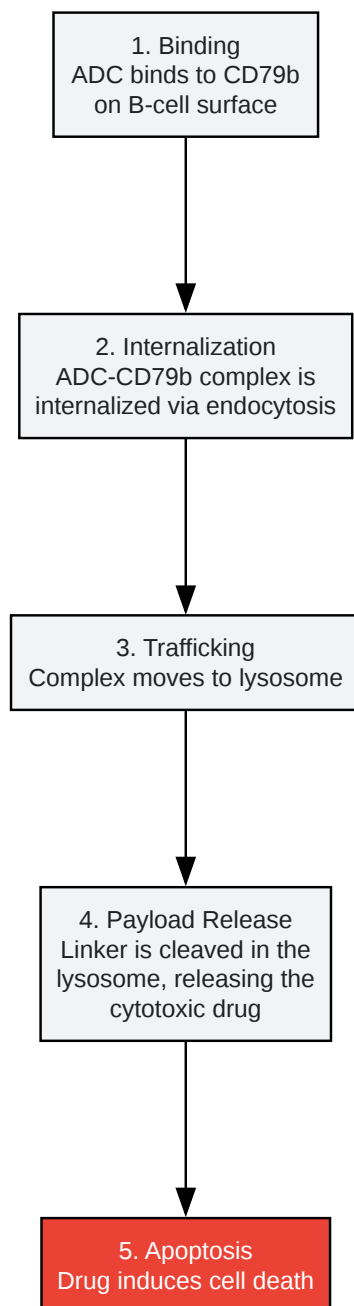 1. Binding
ADC binds to CD79b
on B-cell surface
2. Internalization
ADC-CD79b complex is
internalized via endocytosis
3. Trafficking
Complex moves to lysosome
4. Payload Release
Linker is cleaved in the
lysosome, releasing the
cytotoxic drug
5. Apoptosis
Drug induces cell death